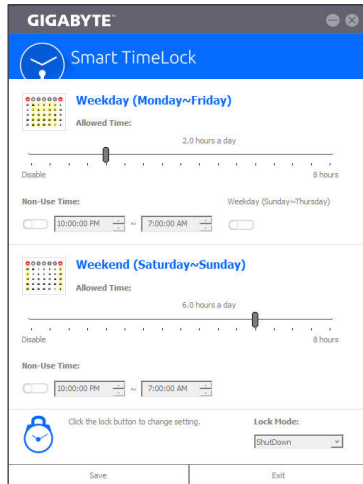 GIGABYTE™
Smart TimeLock
Weekday (Monday~Friday)
Allowed Time:
2.0 hours a day
Disable
8 hours
Non-Use Time:
Weekday (Sunday~Thursday)
10:00:00 PM ~ 7:00:00 AM
Weekend (Saturday~Sunday)
Allowed Time:
6.0 hours a day
Disable
8 hours
Non-Use Time:
10:00:00 PM ~ 7:00:00 AM
Click the lock button to change setting.
Lock Mode:
ShutDown
Save
Exit